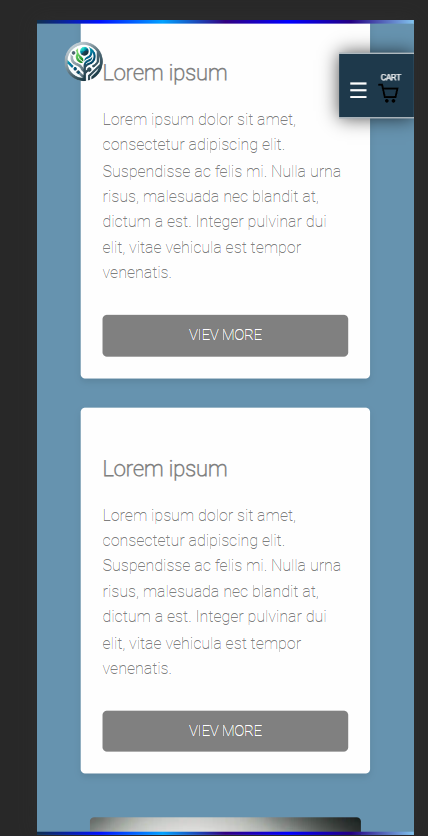 CART
Lorem ipsum
Lorem ipsum dolor sit amet,
consectetur adipiscing elit.
Suspendisse ac felis mi. Nulla urna
risus, malesuada nec blandit at,
dictum a est. Integer pulvinar dui
elit, vitae vehicula est tempor
venenatis.
VIEV MORE
Lorem ipsum
Lorem ipsum dolor sit amet,
consectetur adipiscing elit.
Suspendisse ac felis mi. Nulla urna
risus, malesuada nec blandit at,
dictum a est. Integer pulvinar dui
elit, vitae vehicula est tempor
venenatis.
VIEV MORE